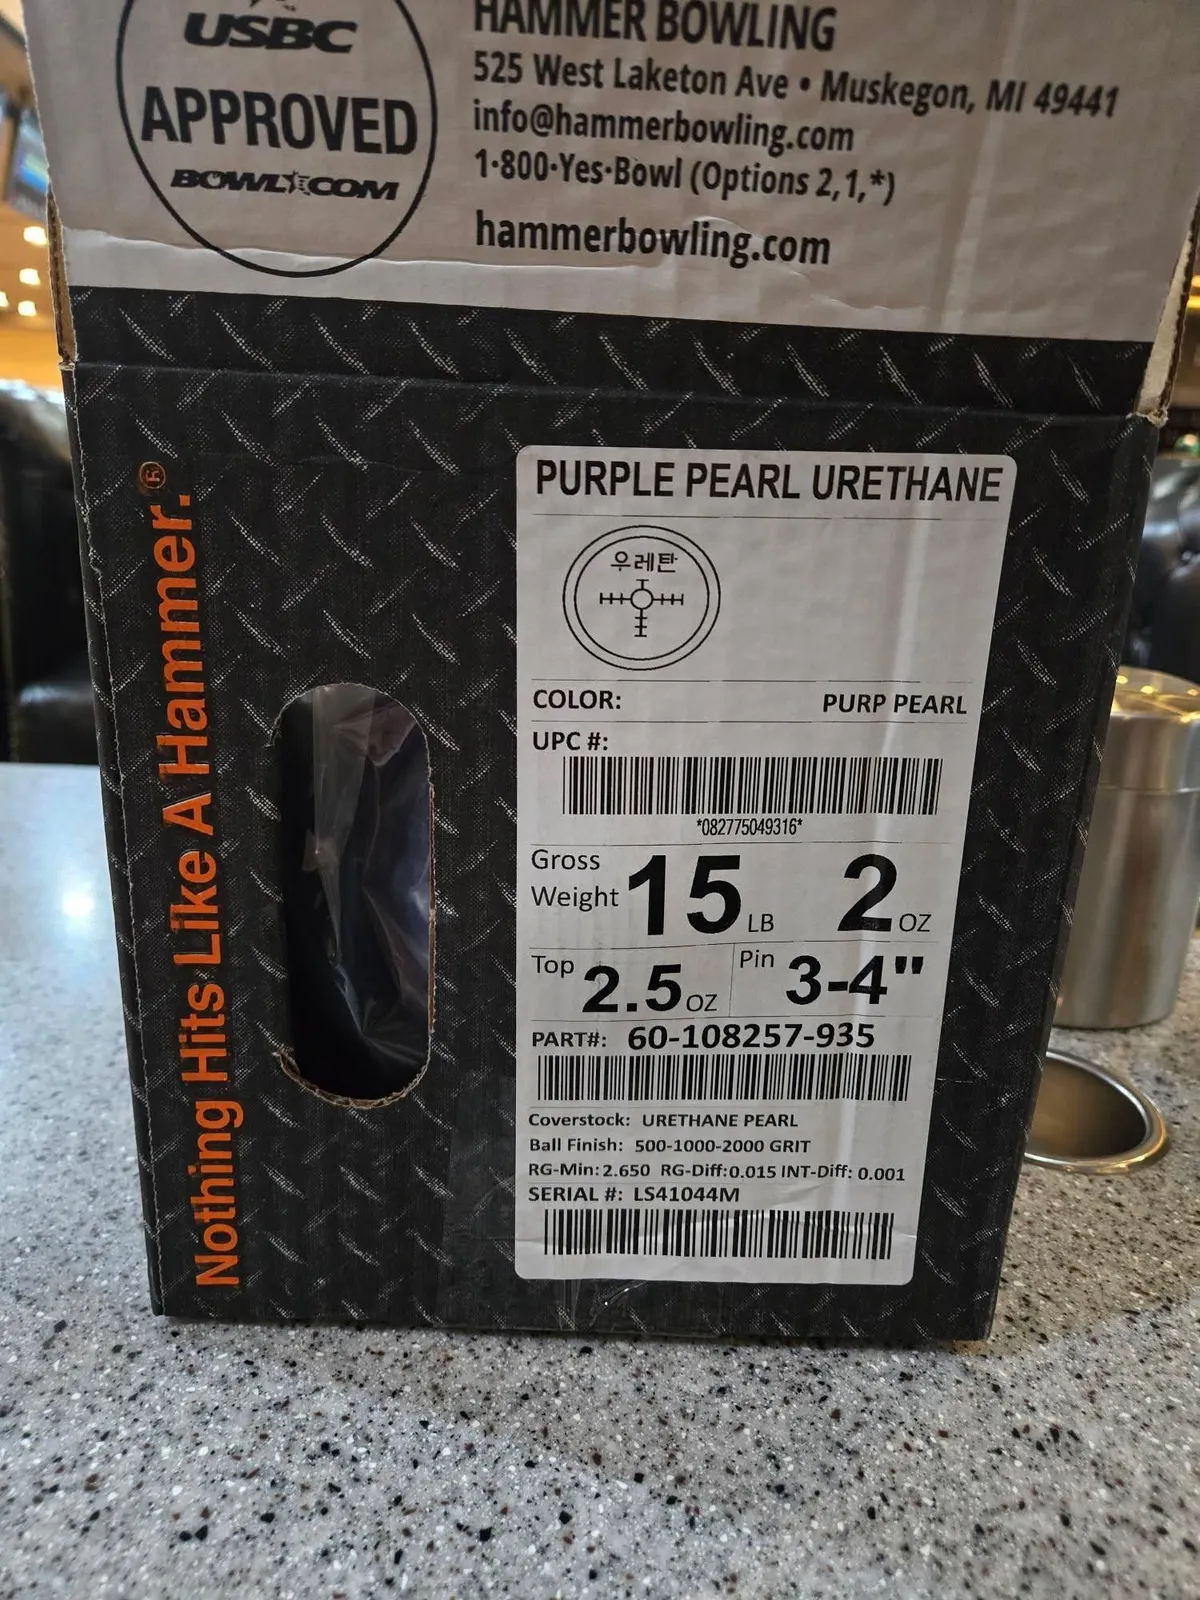 USBC
APPROVED
BOWL.COM
HAMMER BOWLING
525 West Laketon Ave • Muskegon, MI 49441
info@hammerbowling.com
1-800-Yes-Bowl (Options 2,1,*)
hammerbowling.com
Nothing Hits Like A Hammer.®
PURPLE PEARL URETHANE
우레탄
COLOR: PURP PEARL
UPC #:
*082775049316*
Gross Weight 15 LB 2 OZ
Top 2.5 OZ Pin 3-4"
PART#: 60-108257-935
Coverstock: URETHANE PEARL
Ball Finish: 500-1000-2000 GRIT
RG-Min: 2.650 RG-Diff: 0.015 INT-Diff: 0.001
SERIAL #: LS41044M